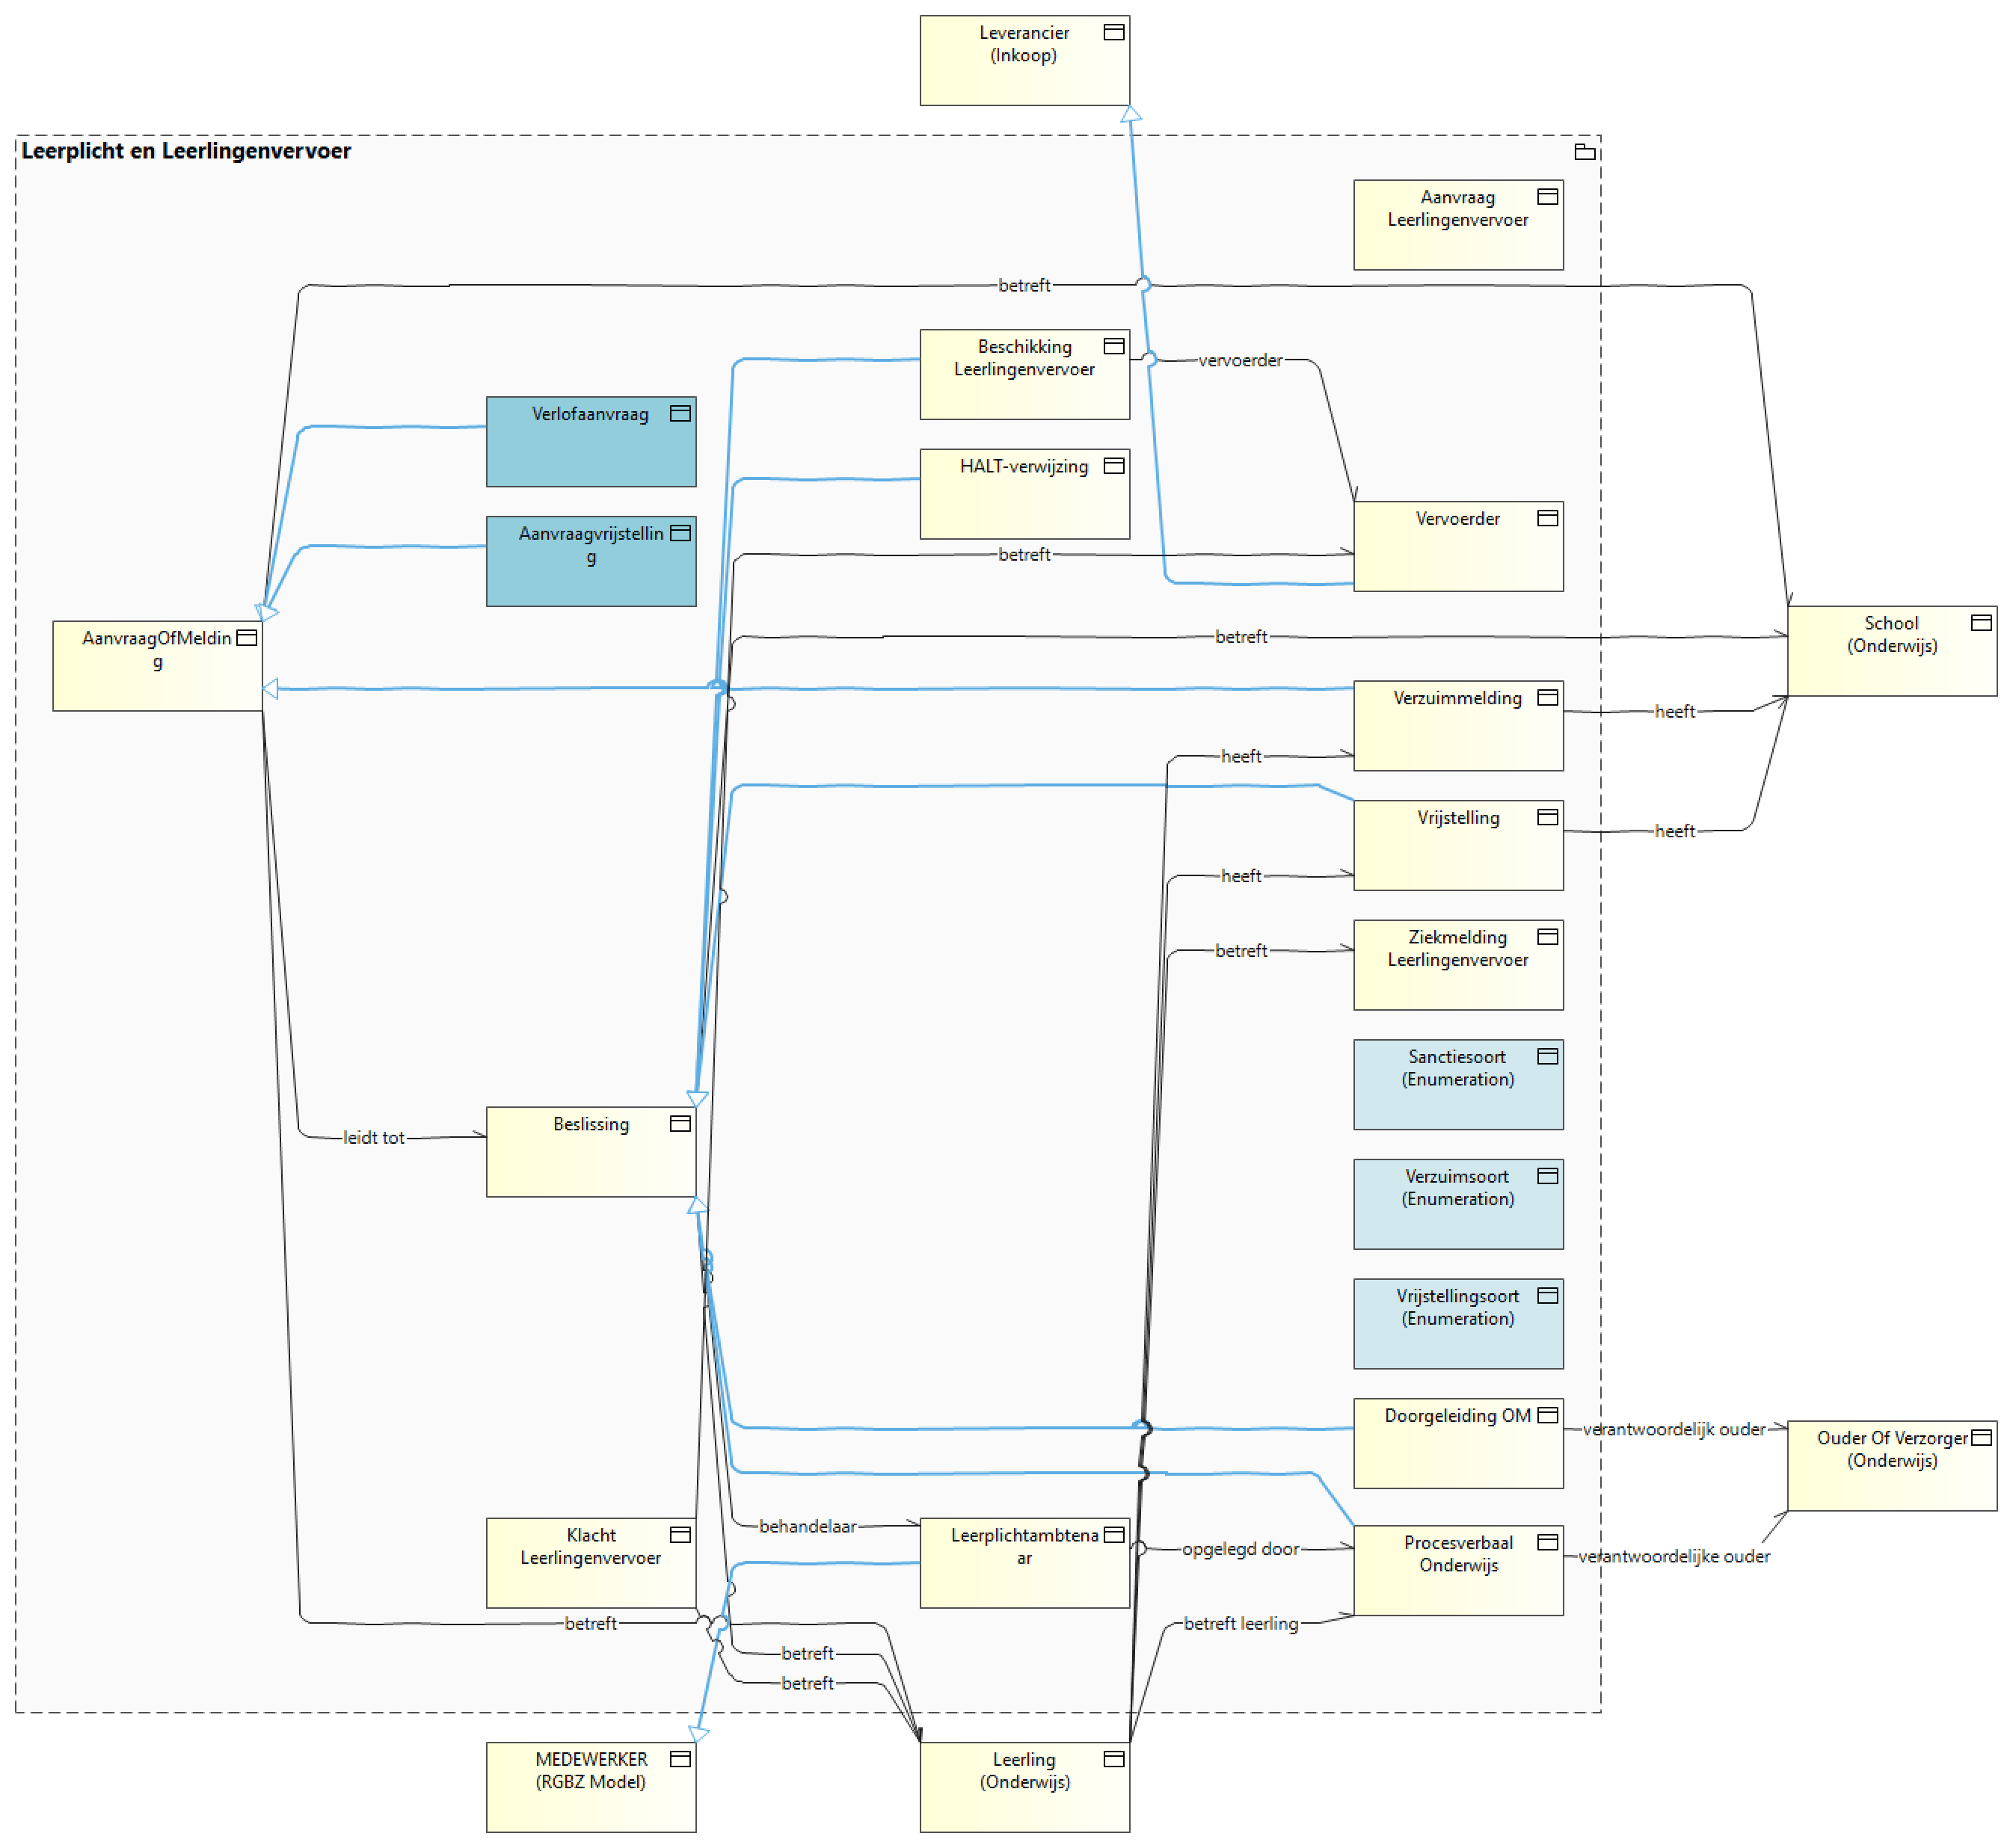 Leverancier
(Inkoop)
Leerplicht en Leerlingenvervoer
Aanvraag
Leerlingenvervoer
betreft
Beschikking
Leerlingenvervoer
vervoerder
Verlofaanvraag
HALT-verwijzing
Vervoerder
Aanvraagvrijstellin
g
betreft
School
(Onderwijs)
AanvraagOfMeldin
g
betreft
Verzuimmelding
heeft
heeft
Vrijstelling
heeft
heeft
Ziekmelding
Leerlingenvervoer
betreft
Sanctiesoort
(Enumeration)
Beslissing
leidt tot
Verzuimsoort
(Enumeration)
Vrijstellingsoort
(Enumeration)
Doorgeleiding OM
verantwoordelijk ouder
Ouder Of Verzorger
(Onderwijs)
Klacht
Leerlingenvervoer
behandelaar
Leerplichtambtena
ar
opgelegd door
Procesverbaal
Onderwijs
verantwoordelijke ouder
betreft
betreft leerling
betreft
betreft
MEDEWERKER
(RGBZ Model)
Leerling
(Onderwijs)